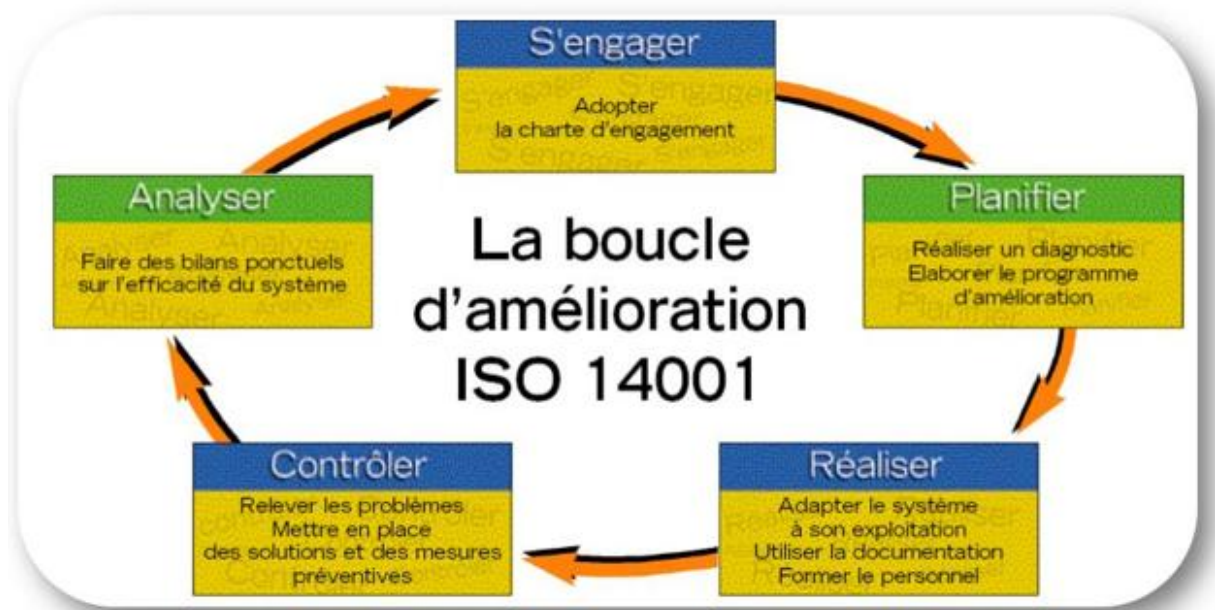 S'engager
Adopter
la charte d'engagement
Planifier
Réaliser un diagnostic
Elaborer le programme
d'amélioration
Réaliser
Adapter le système
à son exploitation
Utiliser la documentation
Former le personnel
Contrôler
Relever les problèmes
Mettre en place
des solutions et des mesures
préventives
Analyser
Faire des bilans ponctuels
sur l'efficacité du système
La boucle
d'amélioration
ISO 14001